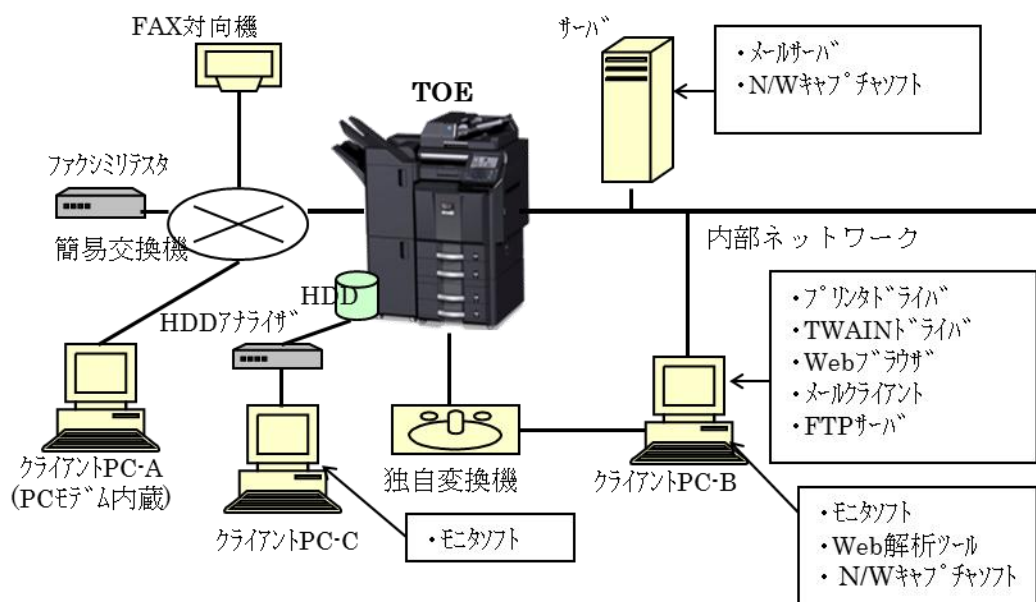 FAX対向機
ｻｰﾊﾞ
・ﾒｰﾙサーバ
・N/Wｷｬﾌﾟﾁｬｿﾌﾄ
TOE
ﾌｧｸｼﾐﾘﾃｽﾀ
簡易交換機
内部ネットワーク
HDD
HDDｱﾅﾗｲｻﾞ
・ﾌﾟﾘﾝﾀﾄﾞﾗｲﾊﾞ
・TWAINﾄﾞﾗｲﾊﾞ
・Webﾌﾞﾗｳｻﾞ
・ﾒｰﾙｸﾗｲｱﾝﾄ
・FTPｻｰﾊﾞ
ｸﾗｲｱﾝﾄPC-A
(PCﾓﾃﾞﾑ内蔵)
ｸﾗｲｱﾝﾄPC-C
・ﾓﾆﾀｿﾌﾄ
独自変換機
ｸﾗｲｱﾝﾄPC-B
・ﾓﾆﾀｿﾌﾄ
・Web解析ツール
・N/Wｷｬﾌﾟﾁｬｿﾌﾄ